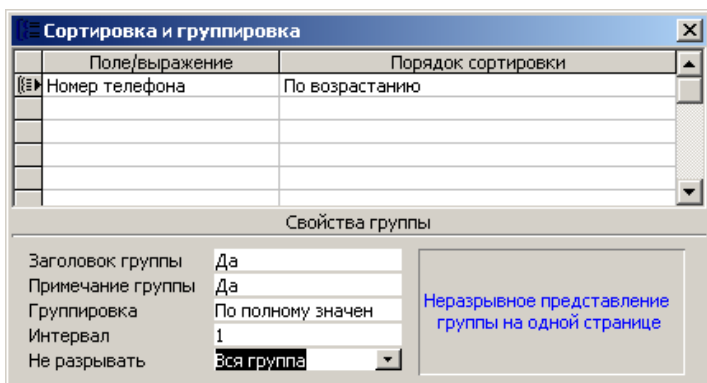 Сортировка и группировка
Поле/выражение Порядок сортировки
Номер телефона По возрастанию
Свойства группы
Заголовок группы Да
Примечание группы Да
Группировка По полному значен
Интервал 1
Не разрывать Вся группа
Неразрывное представление
группы на одной странице